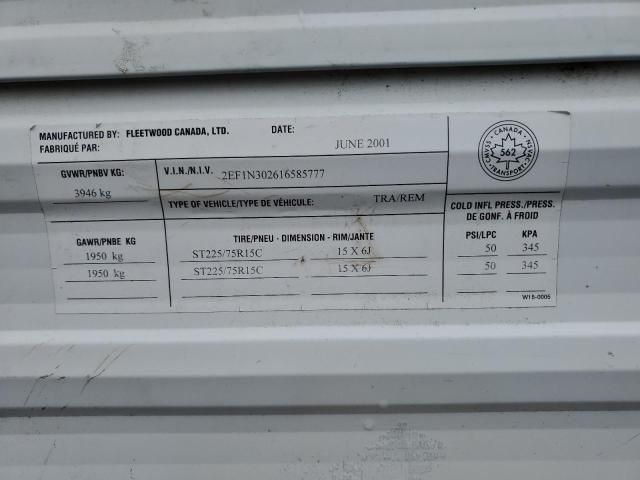 MANUFACTURED BY: FLEETWOOD CANADA, LTD. DATE:
FABRIQUÉ PAR: JUNE 2001
GVWR/PNBV KG: V.I.N./N.I.V. 2EF1N302616585777
3946 kg
TYPE OF VEHICLE/TYPE DE VÉHICULE: TRA/REM
GAWR/PNBE KG TIRE/PNEU - DIMENSION - RIM/JANTE
1950 kg ST225/75R15C 15 X 6J
1950 kg ST225/75R15C 15 X 6J
CANADA
562
TRANSPORT
COLD INFL PRESS./PRESS.
DE GONF. À FROID
PSI/LPC KPA
50 345
50 345
W15-0005